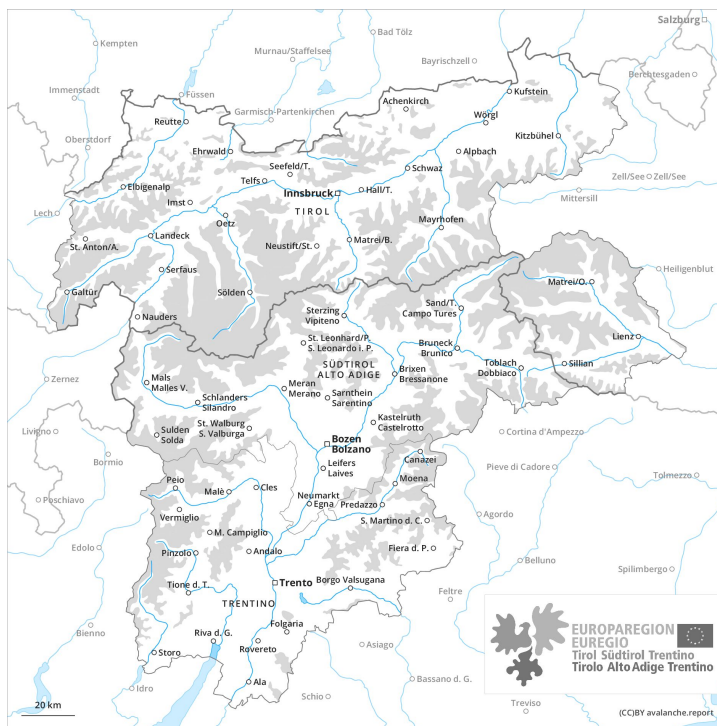 Salzburg
Bad Tölz
Kempten
Murnau/Staffelsee
Bayrischzell
Berchtesgaden
Immenstadt
Füssen
Kufstein
Garmisch-Partenkirchen
Achenkirch
Reutte
Wörgl
Kitzbühel
Oberstdorf
Ehrwald
Alpbach
Seefeld/T.
Schwaz
Telfs
Zell/See
Zell/See
Elbigenalp
Innsbruck
Hall/T.
Mittersill
Imst
Lech
TIROL
Oetz
Mayrhofen
Landeck
St. Anton/A.
Neustift/St.
Matrei/B.
Serfaus
Heiligenblut
Galtür
Sölden
Matrei/O.
Sand/T.
Campo Tures
Nauders
Sterzing
Vipiteno
Lienz
St. Leonhard/P.
S. Leonardo i. P.
Bruneck
Brunico
SÜDTIROL
ALTO ADIGE
Toblach
Dobbiaco
Sillian
Brixen
Bressanone
Zernez
Mals
Malles V.
Meran
Merano
Sarnthein
Sarentino
Schlanders
Silandro
St. Walburg
S. Valburga
Kastelruth
Castelrotto
Livigno
Sulden
Solda
Cortina d'Ampezzo
Bozen
Bolzano
Canazei
Bormio
Leifers
Laives
Pieve di Cadore
Tolmezzo
Peio
Moena
Malè
Cles
Poschiavo
Neumarkt
Egna
Predazzo
Vermiglio
Agordo
S. Martino d. C.
M. Campiglio
Edolo
Pinzolo
Andalo
Fiera d. P.
Belluno
Spilimbergo
Tione d. T.
Trento
Borgo Valsugana
Feltre
TRENTINO
Folgaria
Bienno
Riva d. G.
Rovereto
Asiago
Storo
Ala
Idro
Schio
Bassano d. G.
Treviso
EUROPAREGION
EUREGIO
Tirol Südtirol Trentino
Tirolo Alto Adige Trentino
20 km
(CC)BY avalanche.report